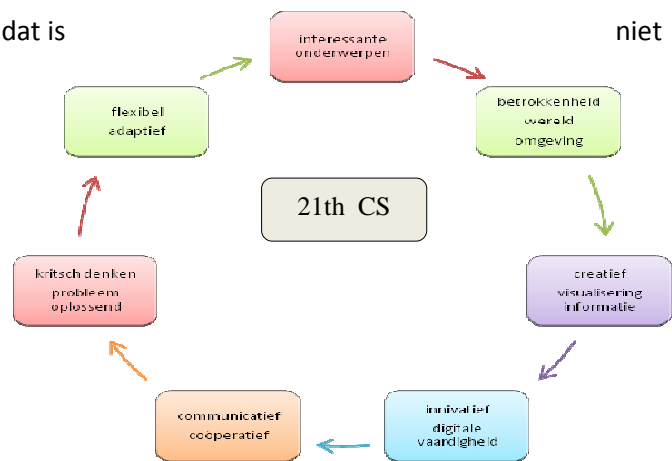 dat is
niet
interessante
onderwerpen
betrokkenheid
wereld
omgeving
creatief
visualisering
informatie
innivatief
digitale
vaardigheid
communicatief
coöperatief
kritsch denken
probleem
oplossend
flexibel
adaptief
21th CS